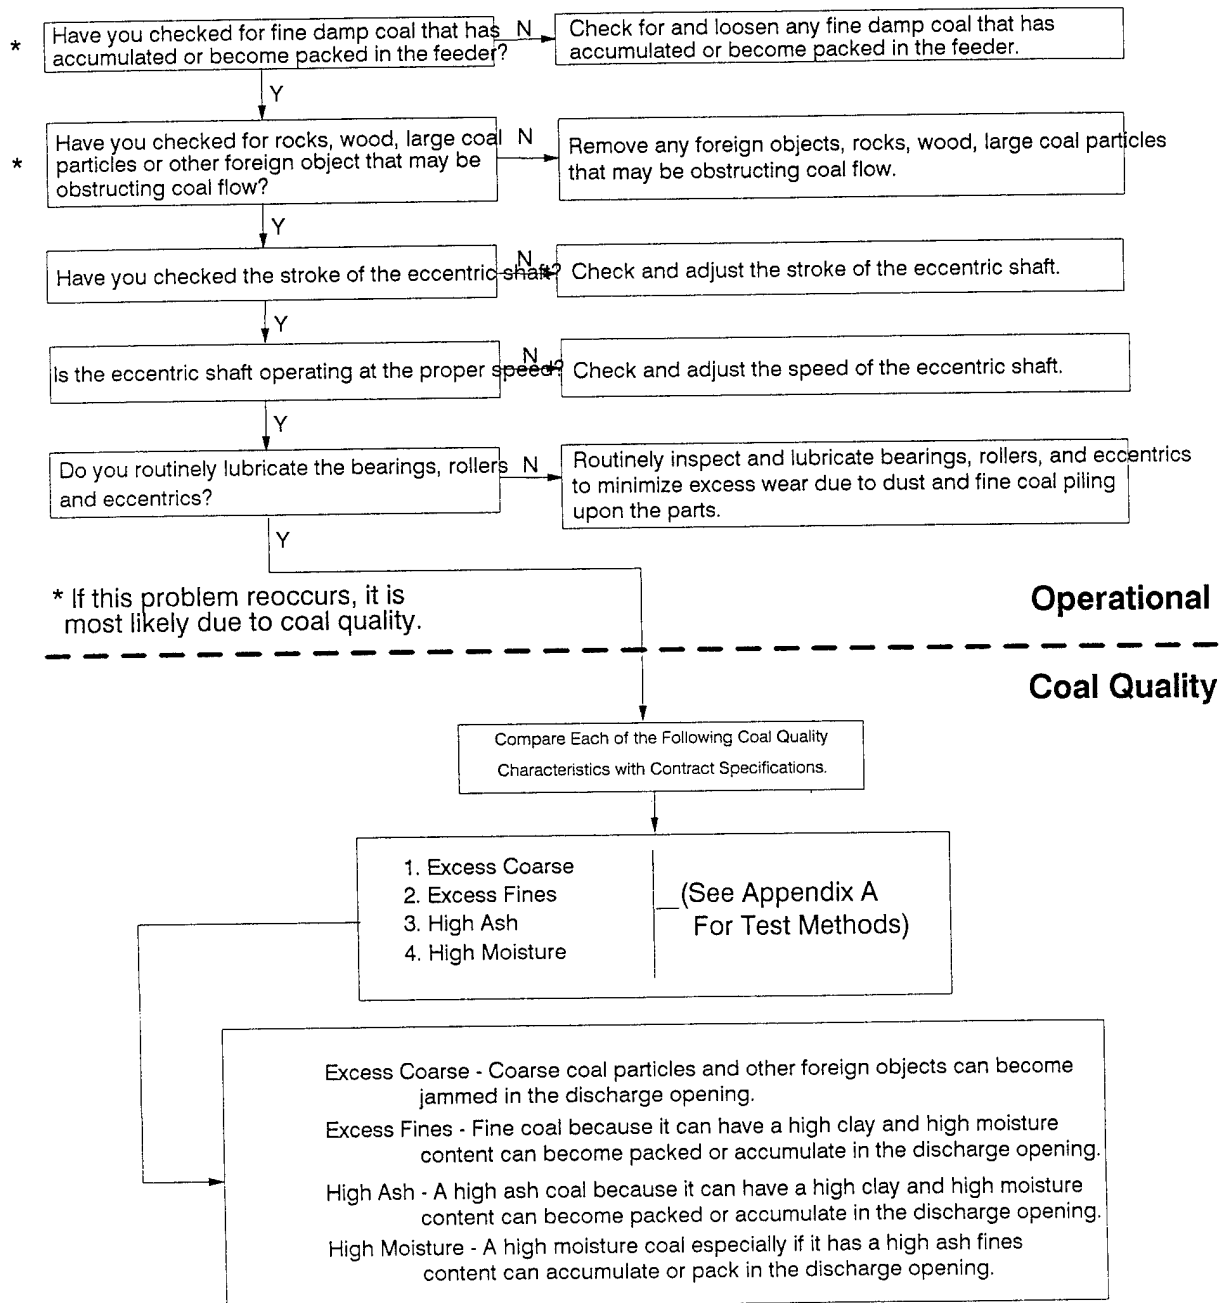 * Have you checked for fine damp coal that has
accumulated or become packed in the feeder?
N
Check for and loosen any fine damp coal that has
accumulated or become packed in the feeder.
Y
* Have you checked for rocks, wood, large coal
particles or other foreign object that may be
obstructing coal flow?
N
Remove any foreign objects, rocks, wood, large coal particles
that may be obstructing coal flow.
Y
Have you checked the stroke of the eccentric shaft?
N
Check and adjust the stroke of the eccentric shaft.
Y
Is the eccentric shaft operating at the proper speed?
N
Check and adjust the speed of the eccentric shaft.
Y
Do you routinely lubricate the bearings, rollers
and eccentrics?
N
Routinely inspect and lubricate bearings, rollers, and eccentrics
to minimize excess wear due to dust and fine coal piling
upon the parts.
Y
* If this problem reoccurs, it is
most likely due to coal quality.
Operational
Coal Quality
Compare Each of the Following Coal Quality
Characteristics with Contract Specifications.
1. Excess Coarse
2. Excess Fines
3. High Ash
4. High Moisture
(See Appendix A
For Test Methods)
Excess Coarse - Coarse coal particles and other foreign objects can become
jammed in the discharge opening.
Excess Fines - Fine coal because it can have a high clay and high moisture
content can become packed or accumulate in the discharge opening.
High Ash - A high ash coal because it can have a high clay and high moisture
content can become packed or accumulate in the discharge opening.
High Moisture - A high moisture coal especially if it has a high ash fines
content can accumulate or pack in the discharge opening.